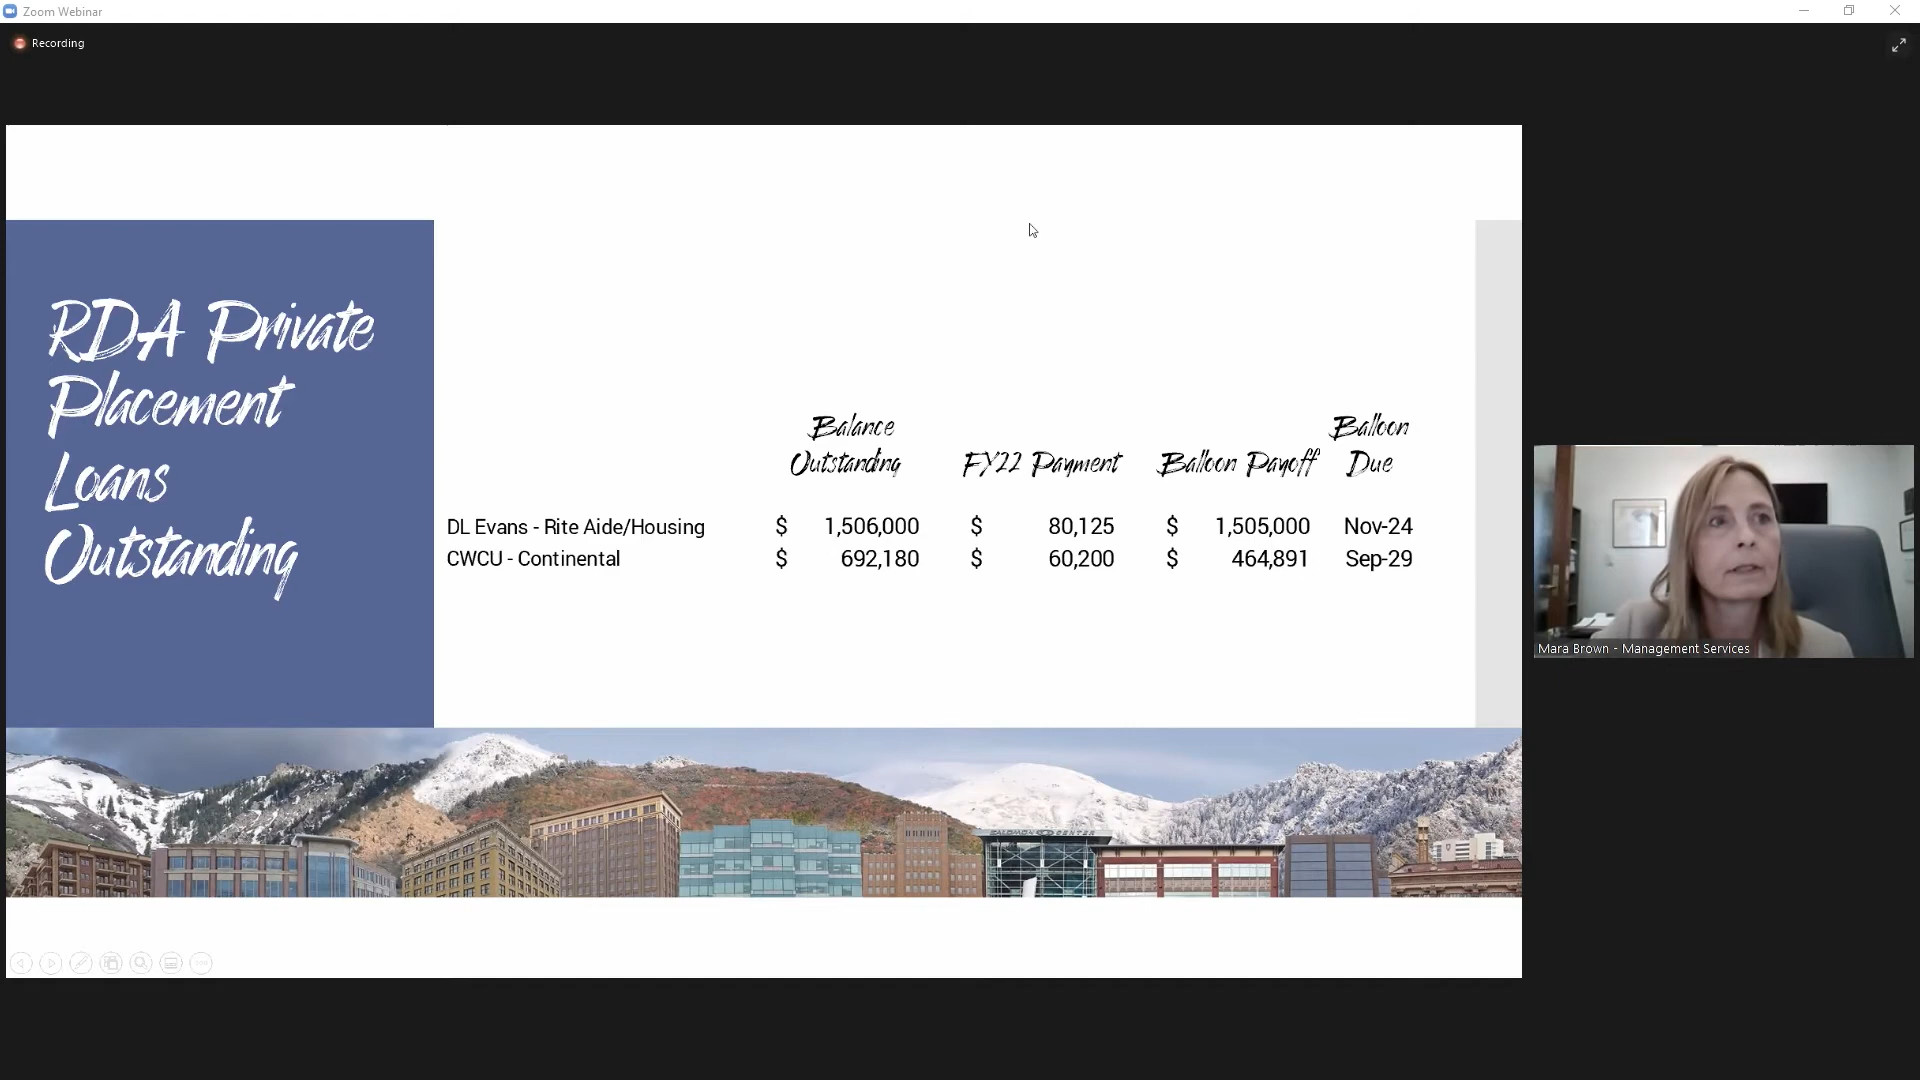 Zoom Webinar
Recording
RDA Private
Placement
Loans
Outstanding
Balance Outstanding FY22 Payment Balloon Payoff Balloon Due
DL Evans - Rite Aide/Housing $ 1,506,000 $ 80,125 $ 1,505,000 Nov-24
CWCU - Continental $ 692,180 $ 60,200 $ 464,891 Sep-29
SALOMON CENTER
Mara Brown - Management Services